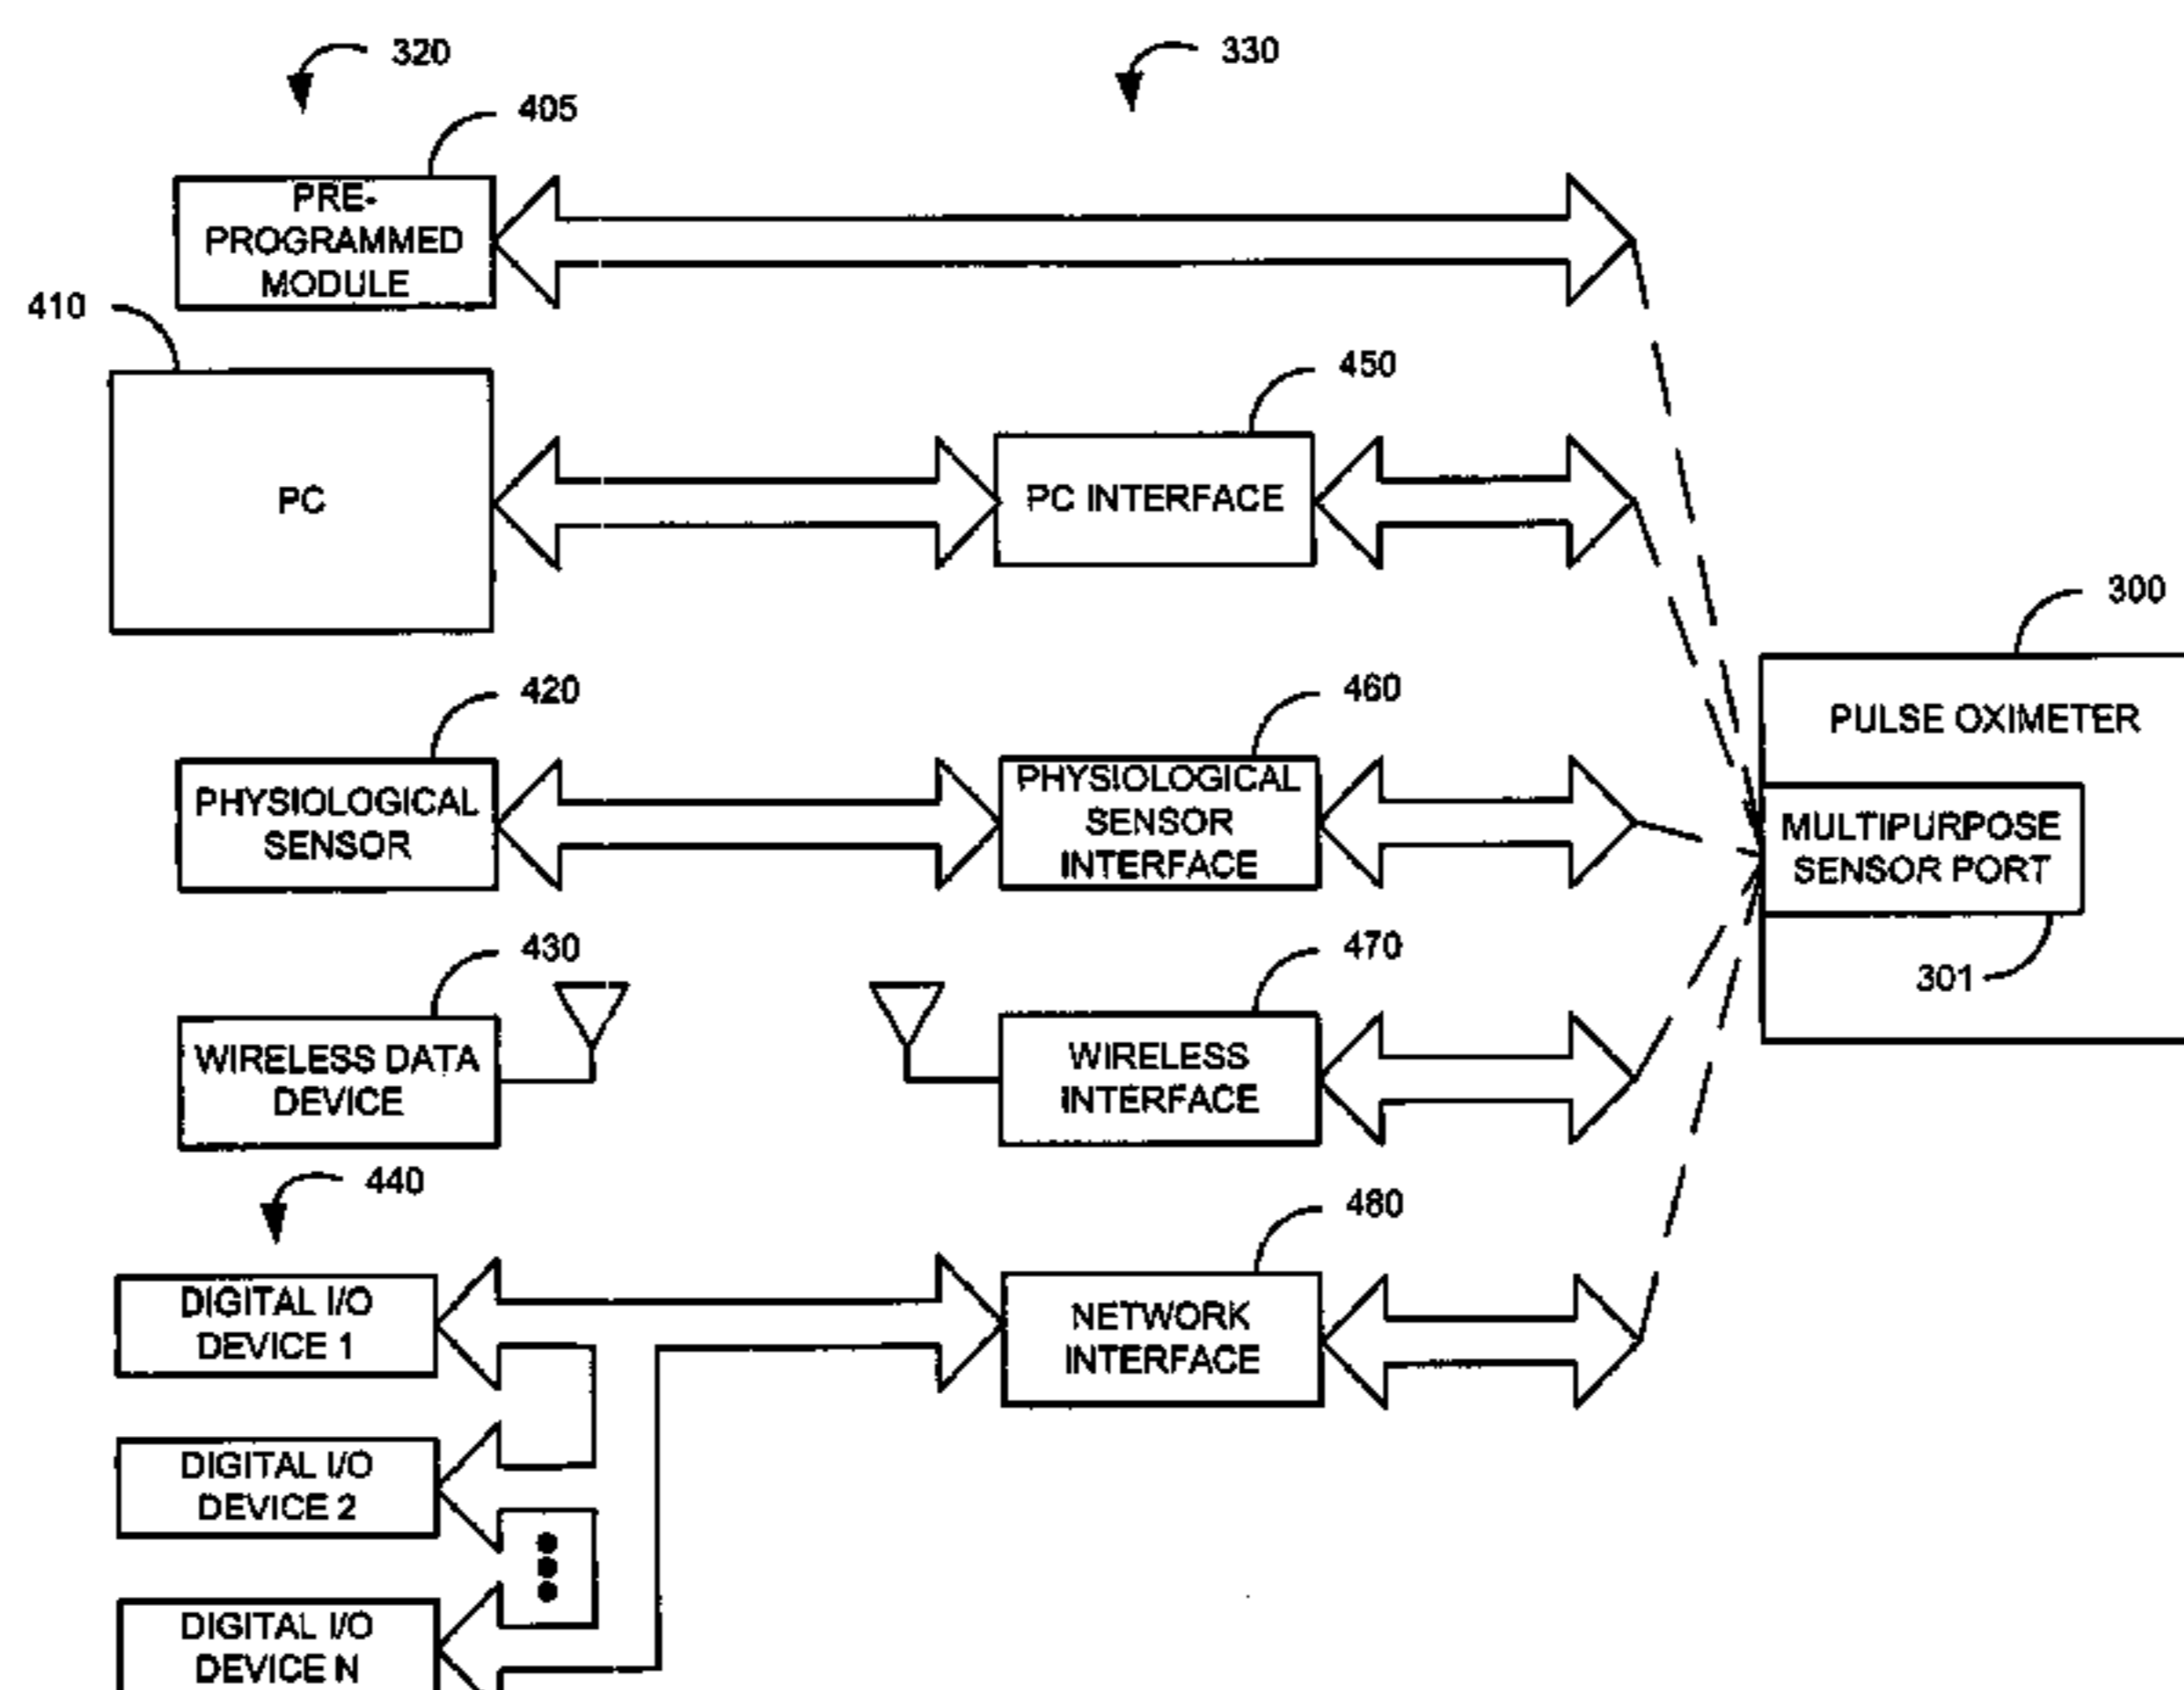 320
330
405
PRE-
PROGRAMMED
MODULE
410
450
PC
PC INTERFACE
300
PULSE OXIMETER
420
460
PHYSIOLOGICAL
SENSOR
PHYSIOLOGICAL
SENSOR
INTERFACE
MULTIPURPOSE
SENSOR PORT
301
430
470
WIRELESS DATA
DEVICE
WIRELESS
INTERFACE
440
480
DIGITAL I/O
DEVICE 1
NETWORK
INTERFACE
DIGITAL I/O
DEVICE 2
DIGITAL I/O
DEVICE N